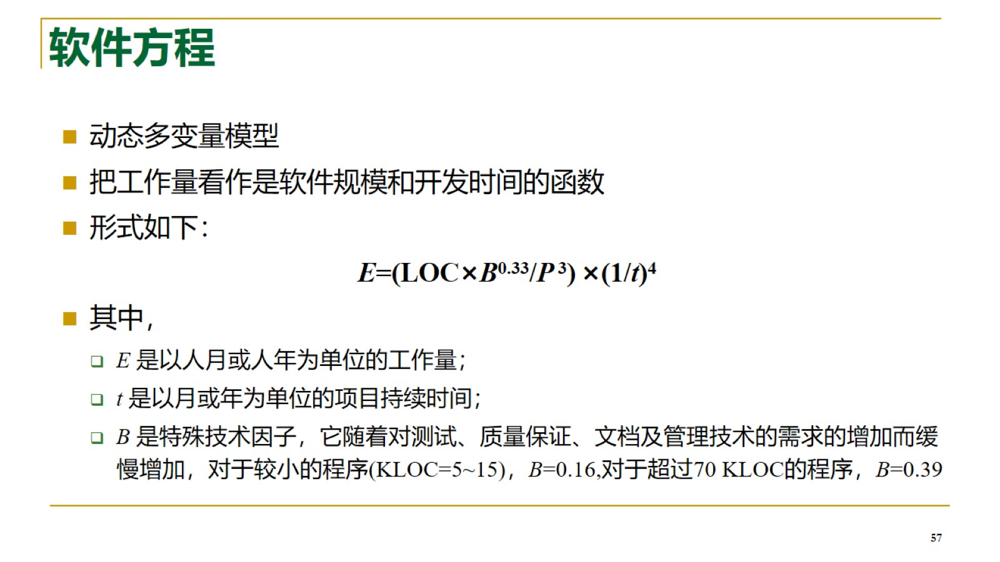 软件方程
动态多变量模型
把工作量看作是软件规模和开发时间的函数
形式如下：
E=(LOC×B^0.33/P^3) ×(1/t)^4
其中，
E 是以人月或人年为单位的工作量；
t 是以月或年为单位的项目持续时间；
B 是特殊技术因子，它随着对测试、质量保证、文档及管理技术的需求的增加而缓
慢增加，对于较小的程序(KLOC=5~15)，B=0.16,对于超过70 KLOC的程序，B=0.39
57